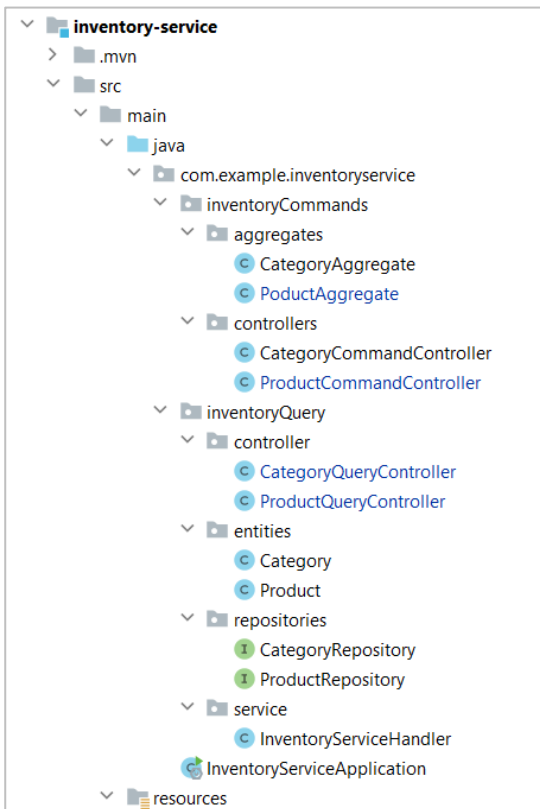 inventory-service
.mvn
src
main
java
com.example.inventoryservice
inventoryCommands
aggregates
C CategoryAggregate
C PoductAggregate
controllers
C CategoryCommandController
C ProductCommandController
inventoryQuery
controller
C CategoryQueryController
C ProductQueryController
entities
C Category
C Product
repositories
I CategoryRepository
I ProductRepository
service
C InventoryServiceHandler
InventoryServiceApplication
resources